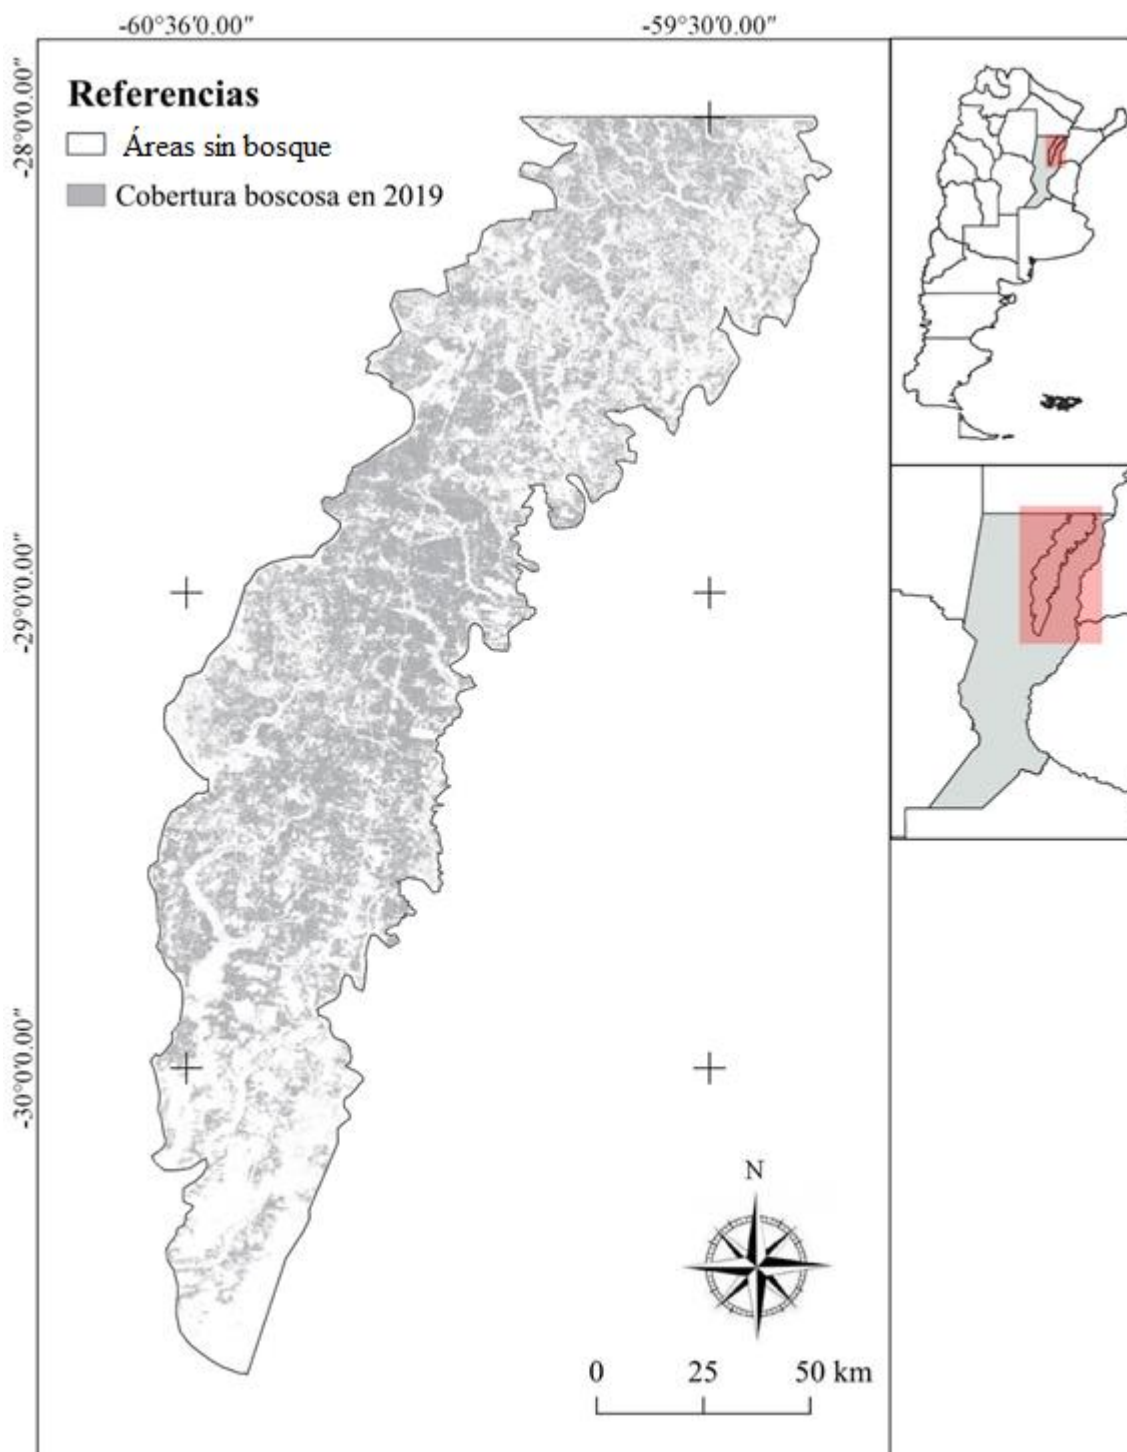 -60°36'0.00"
-59°30'0.00"
-28°0'0.00"
Referencias
Áreas sin bosque
Cobertura boscosa en 2019
-29°0'0.00"
-30°0'0.00"
N
0 25 50 km